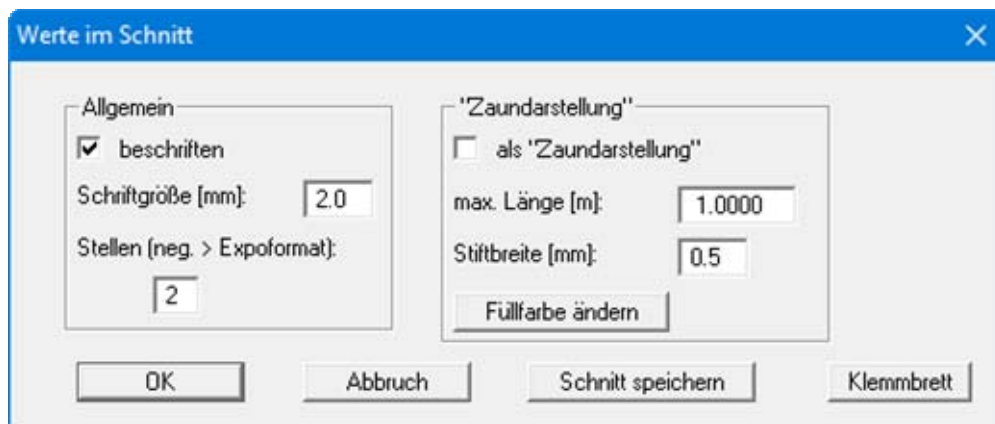 Werte im Schnitt
Allgemein
beschriften
Schriftgröße [mm]: 2.0
Stellen (neg. > Expoformat):
2
"Zaundarstellung"
als "Zaundarstellung"
max. Länge [m]: 1.0000
Stiftbreite [mm]: 0.5
Füllfarbe ändern
OK Abbruch Schnitt speichern Klemmbrett